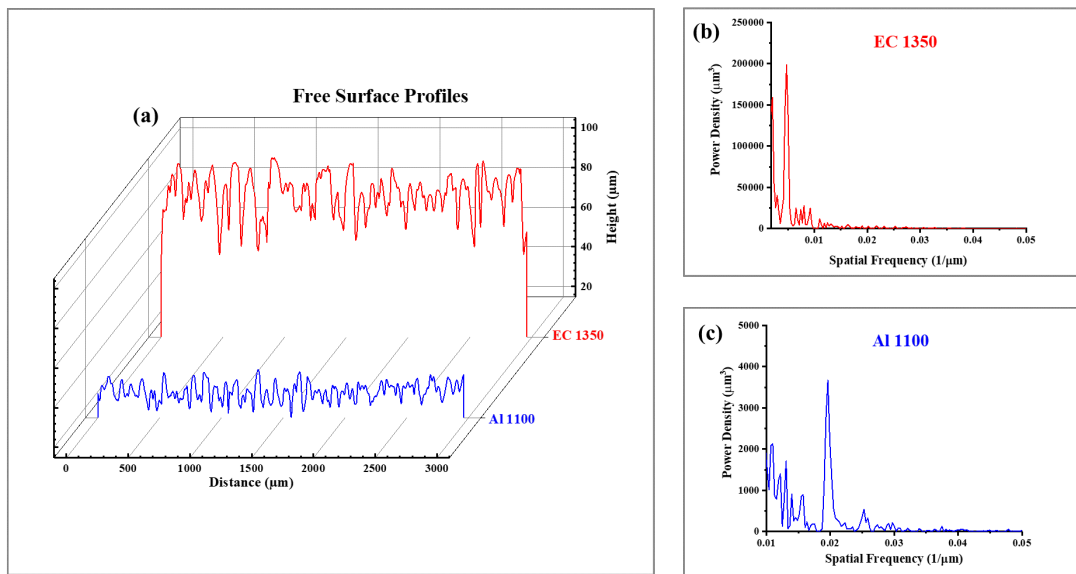 Free Surface Profiles
(a)
100
80
60
40
20
Height (μm)
EC 1350
Al 1100
0
500
1000
1500
2000
2500
3000
Distance (μm)
(b)
EC 1350
250000
200000
150000
100000
50000
0
Power Density (μm³)
0.01
0.02
0.03
0.04
0.05
Spatial Frequency (1/μm)
(c)
Al 1100
5000
4000
3000
2000
1000
0
Power Density (μm³)
0.01
0.02
0.03
0.04
0.05
Spatial Frequency (1/μm)